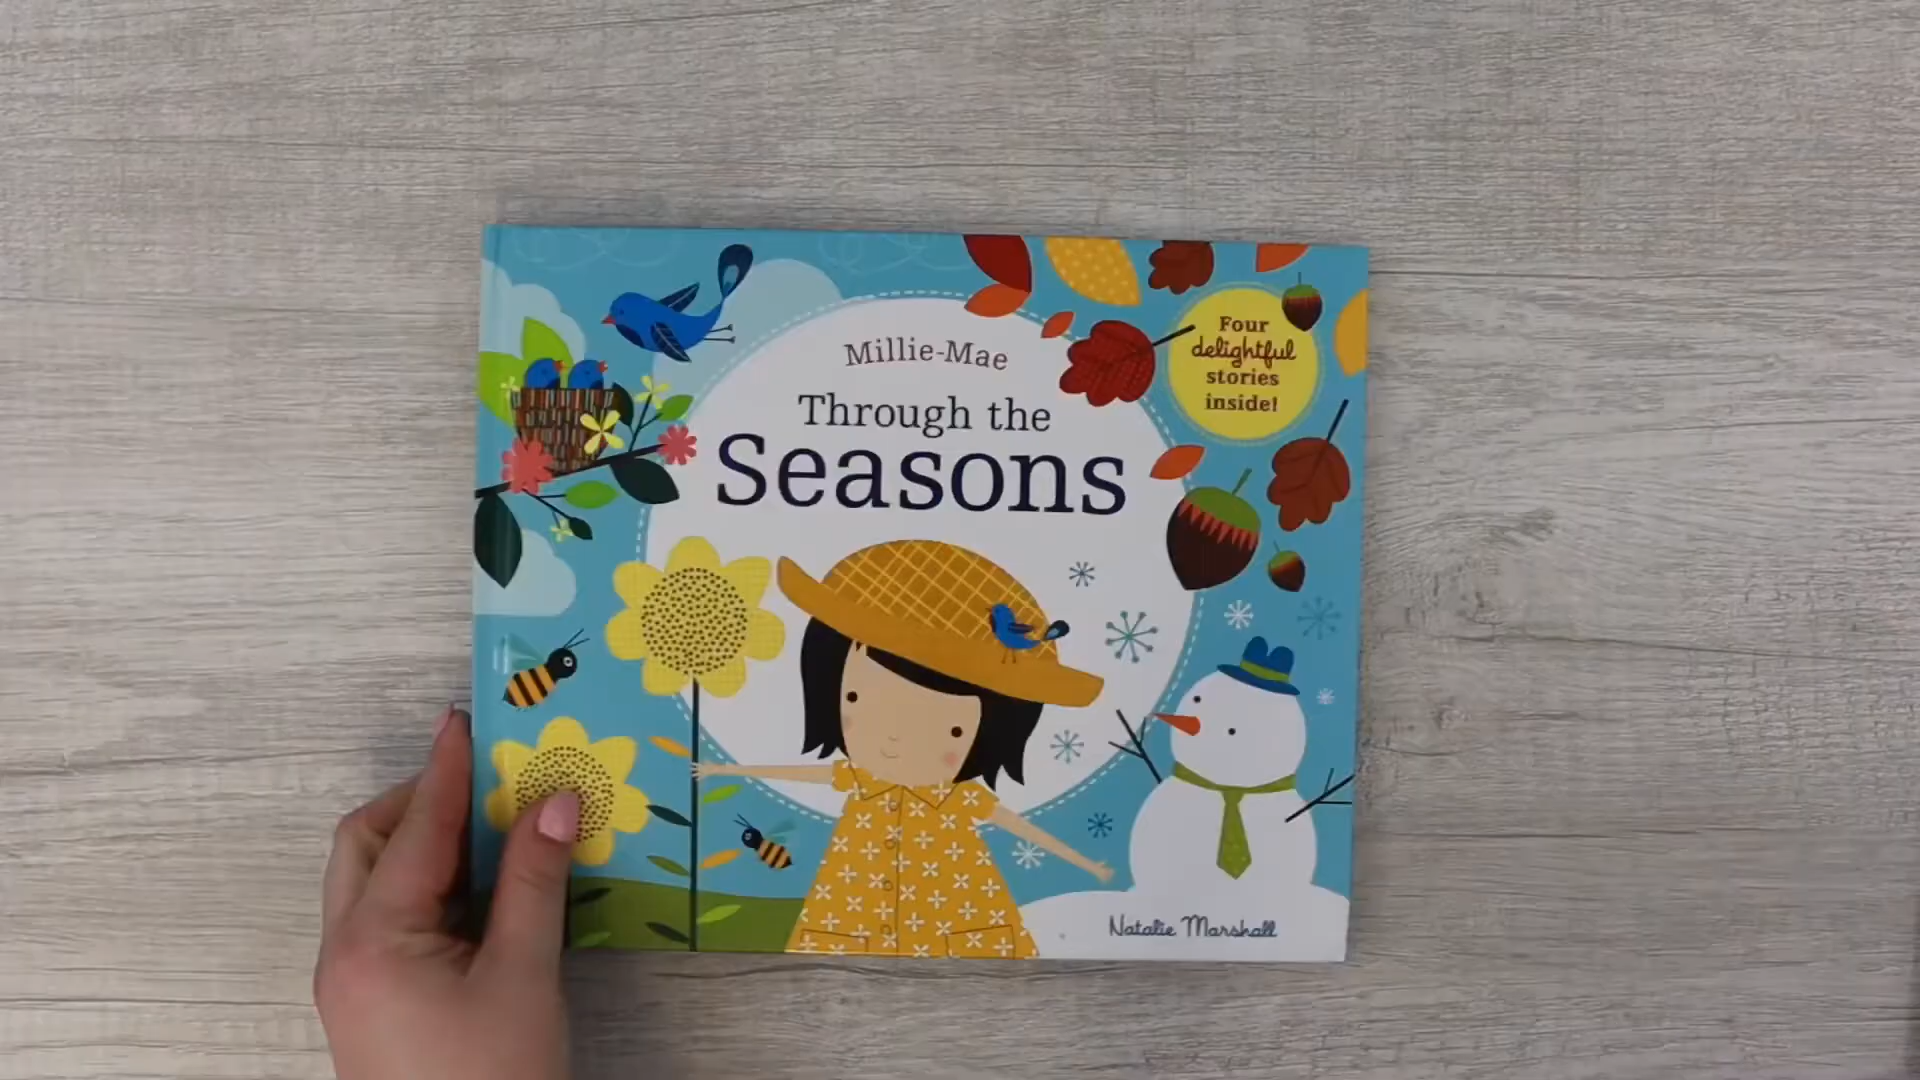 Millie-Mae
Through the
Seasons
Four
delightful
stories
inside!
Natalie Marshall